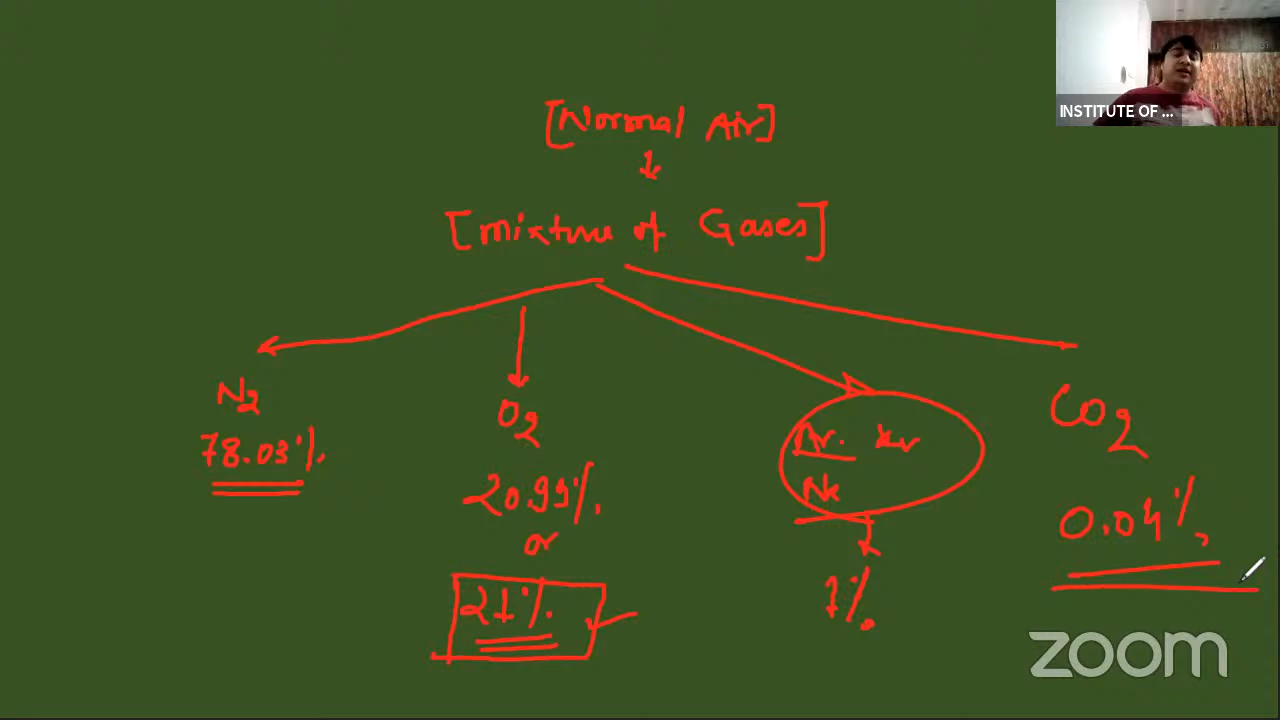 INSTITUTE OF ...
[Normal Air]
[mixture of Gases]
N2
78.03%.
O2
20.99%.
or
21%.
Ar. Kr
Ne
1%.
CO2
0.04%.
zoom